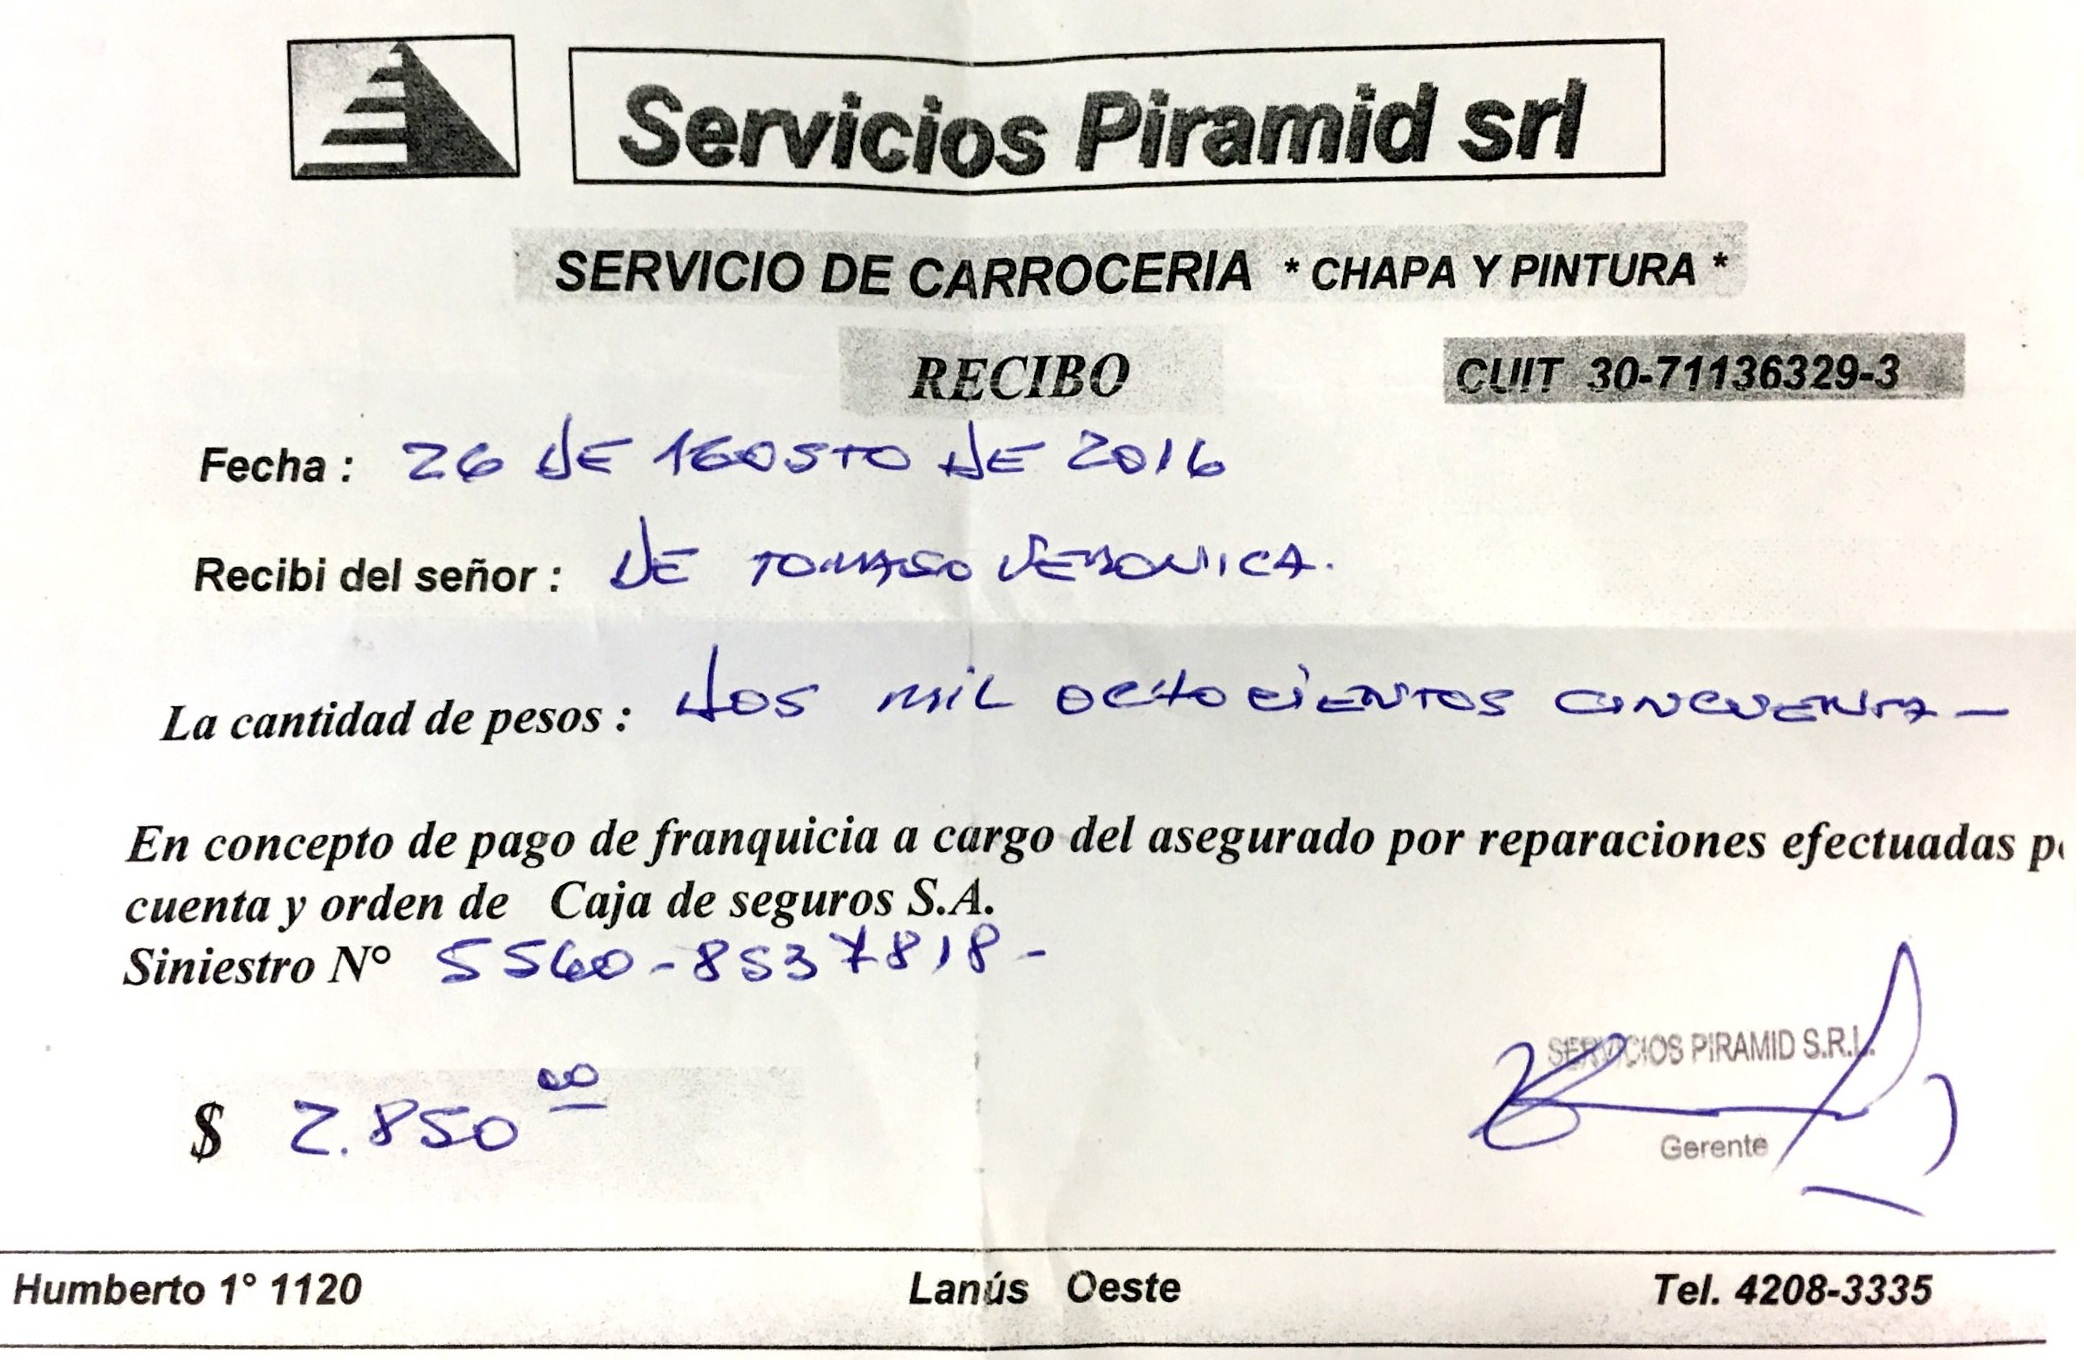 Servicios Piramid srl
SERVICIO DE CARROCERIA * CHAPA Y PINTURA *
RECIBO CUIT 30-71136329-3
Fecha : 26 DE AGOSTO DE 2016
Recibi del señor : DE TOMASO VERONICA.
La cantidad de pesos : DOS MIL OCHOCIENTOS CINCUENTA —
En concepto de pago de franquicia a cargo del asegurado por reparaciones efectuadas
cuenta y orden de Caja de seguros S.A.
Siniestro N° 5560-8537818-
$ 2.850 00
SERVICIOS PIRAMID S.R.L.
Gerente
Humberto 1° 1120 Lanús Oeste Tel. 4208-3335